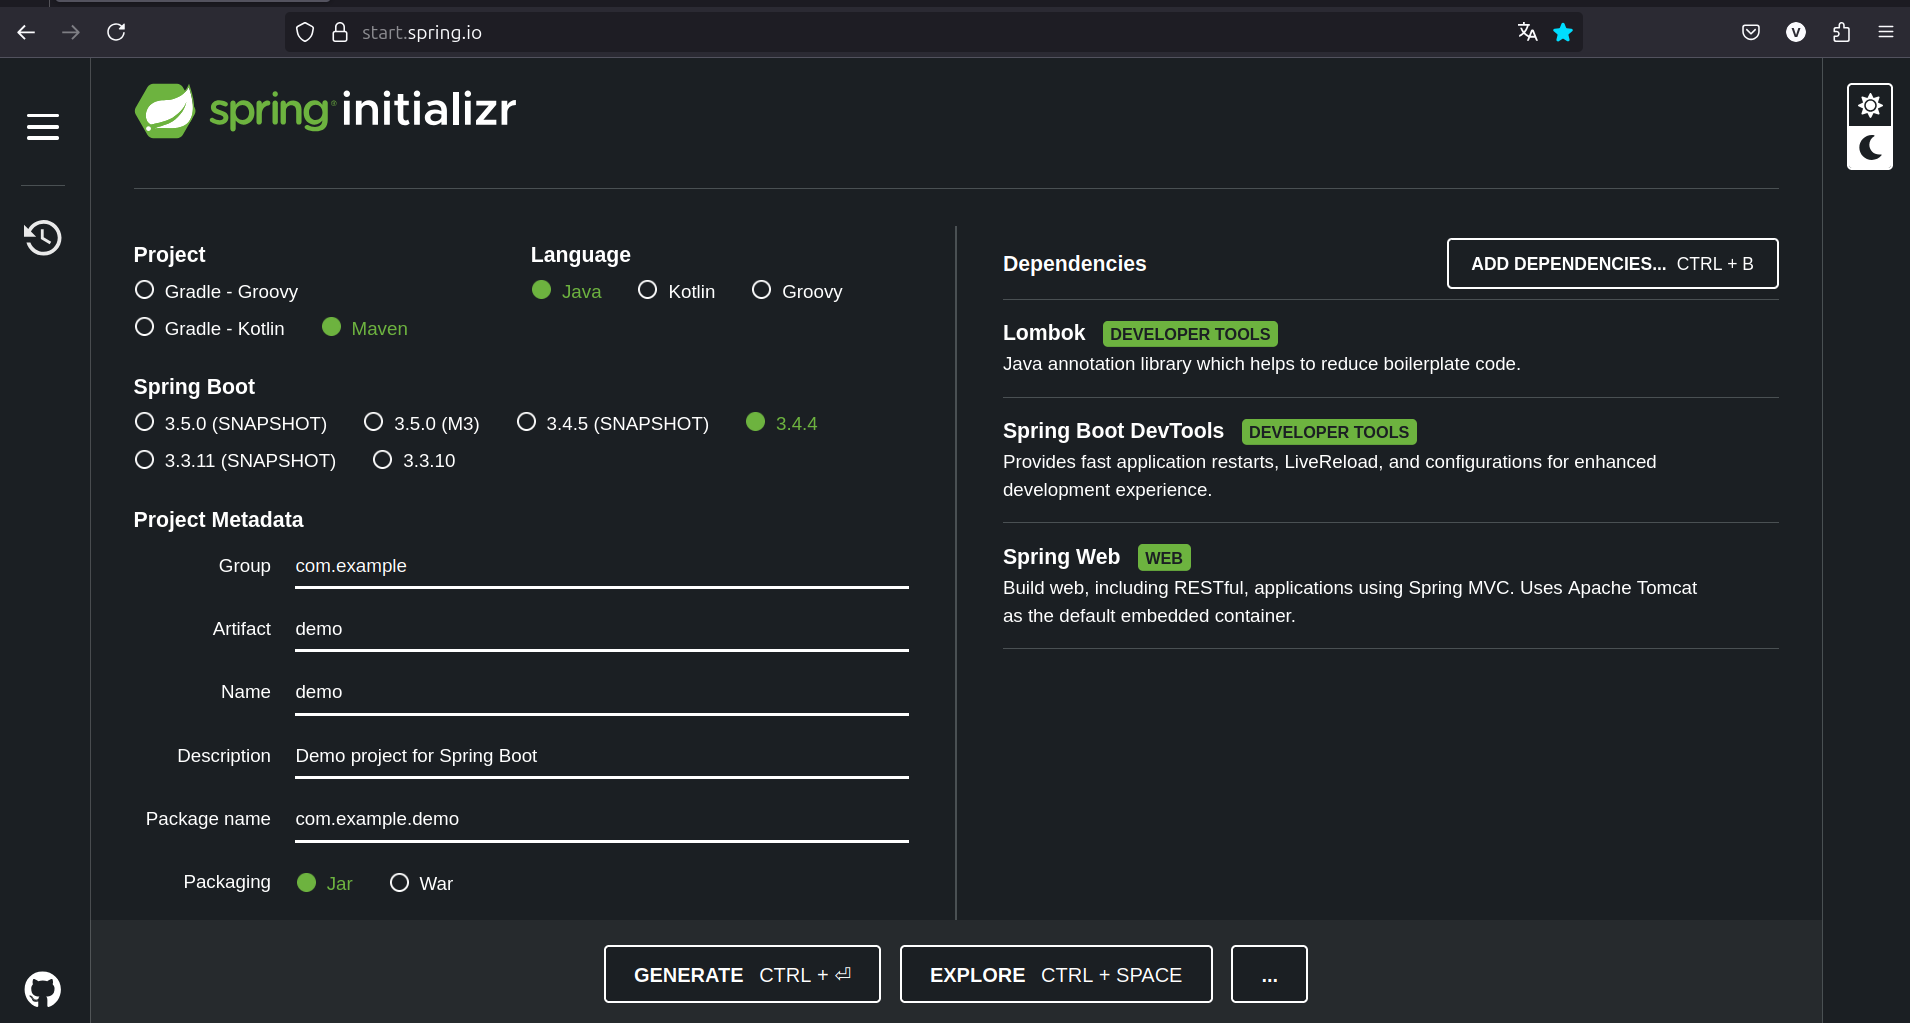 start.spring.io
V
spring® initializr
Project
Gradle - Groovy
Gradle - Kotlin Maven
Language
Java Kotlin Groovy
Spring Boot
3.5.0 (SNAPSHOT) 3.5.0 (M3) 3.4.5 (SNAPSHOT) 3.4.4
3.3.11 (SNAPSHOT) 3.3.10
Project Metadata
Group com.example
Artifact demo
Name demo
Description Demo project for Spring Boot
Package name com.example.demo
Packaging Jar War
Dependencies
ADD DEPENDENCIES... CTRL + B
Lombok DEVELOPER TOOLS
Java annotation library which helps to reduce boilerplate code.
Spring Boot DevTools DEVELOPER TOOLS
Provides fast application restarts, LiveReload, and configurations for enhanced
development experience.
Spring Web WEB
Build web, including RESTful, applications using Spring MVC. Uses Apache Tomcat
as the default embedded container.
GENERATE CTRL + ⏎
EXPLORE CTRL + SPACE
...